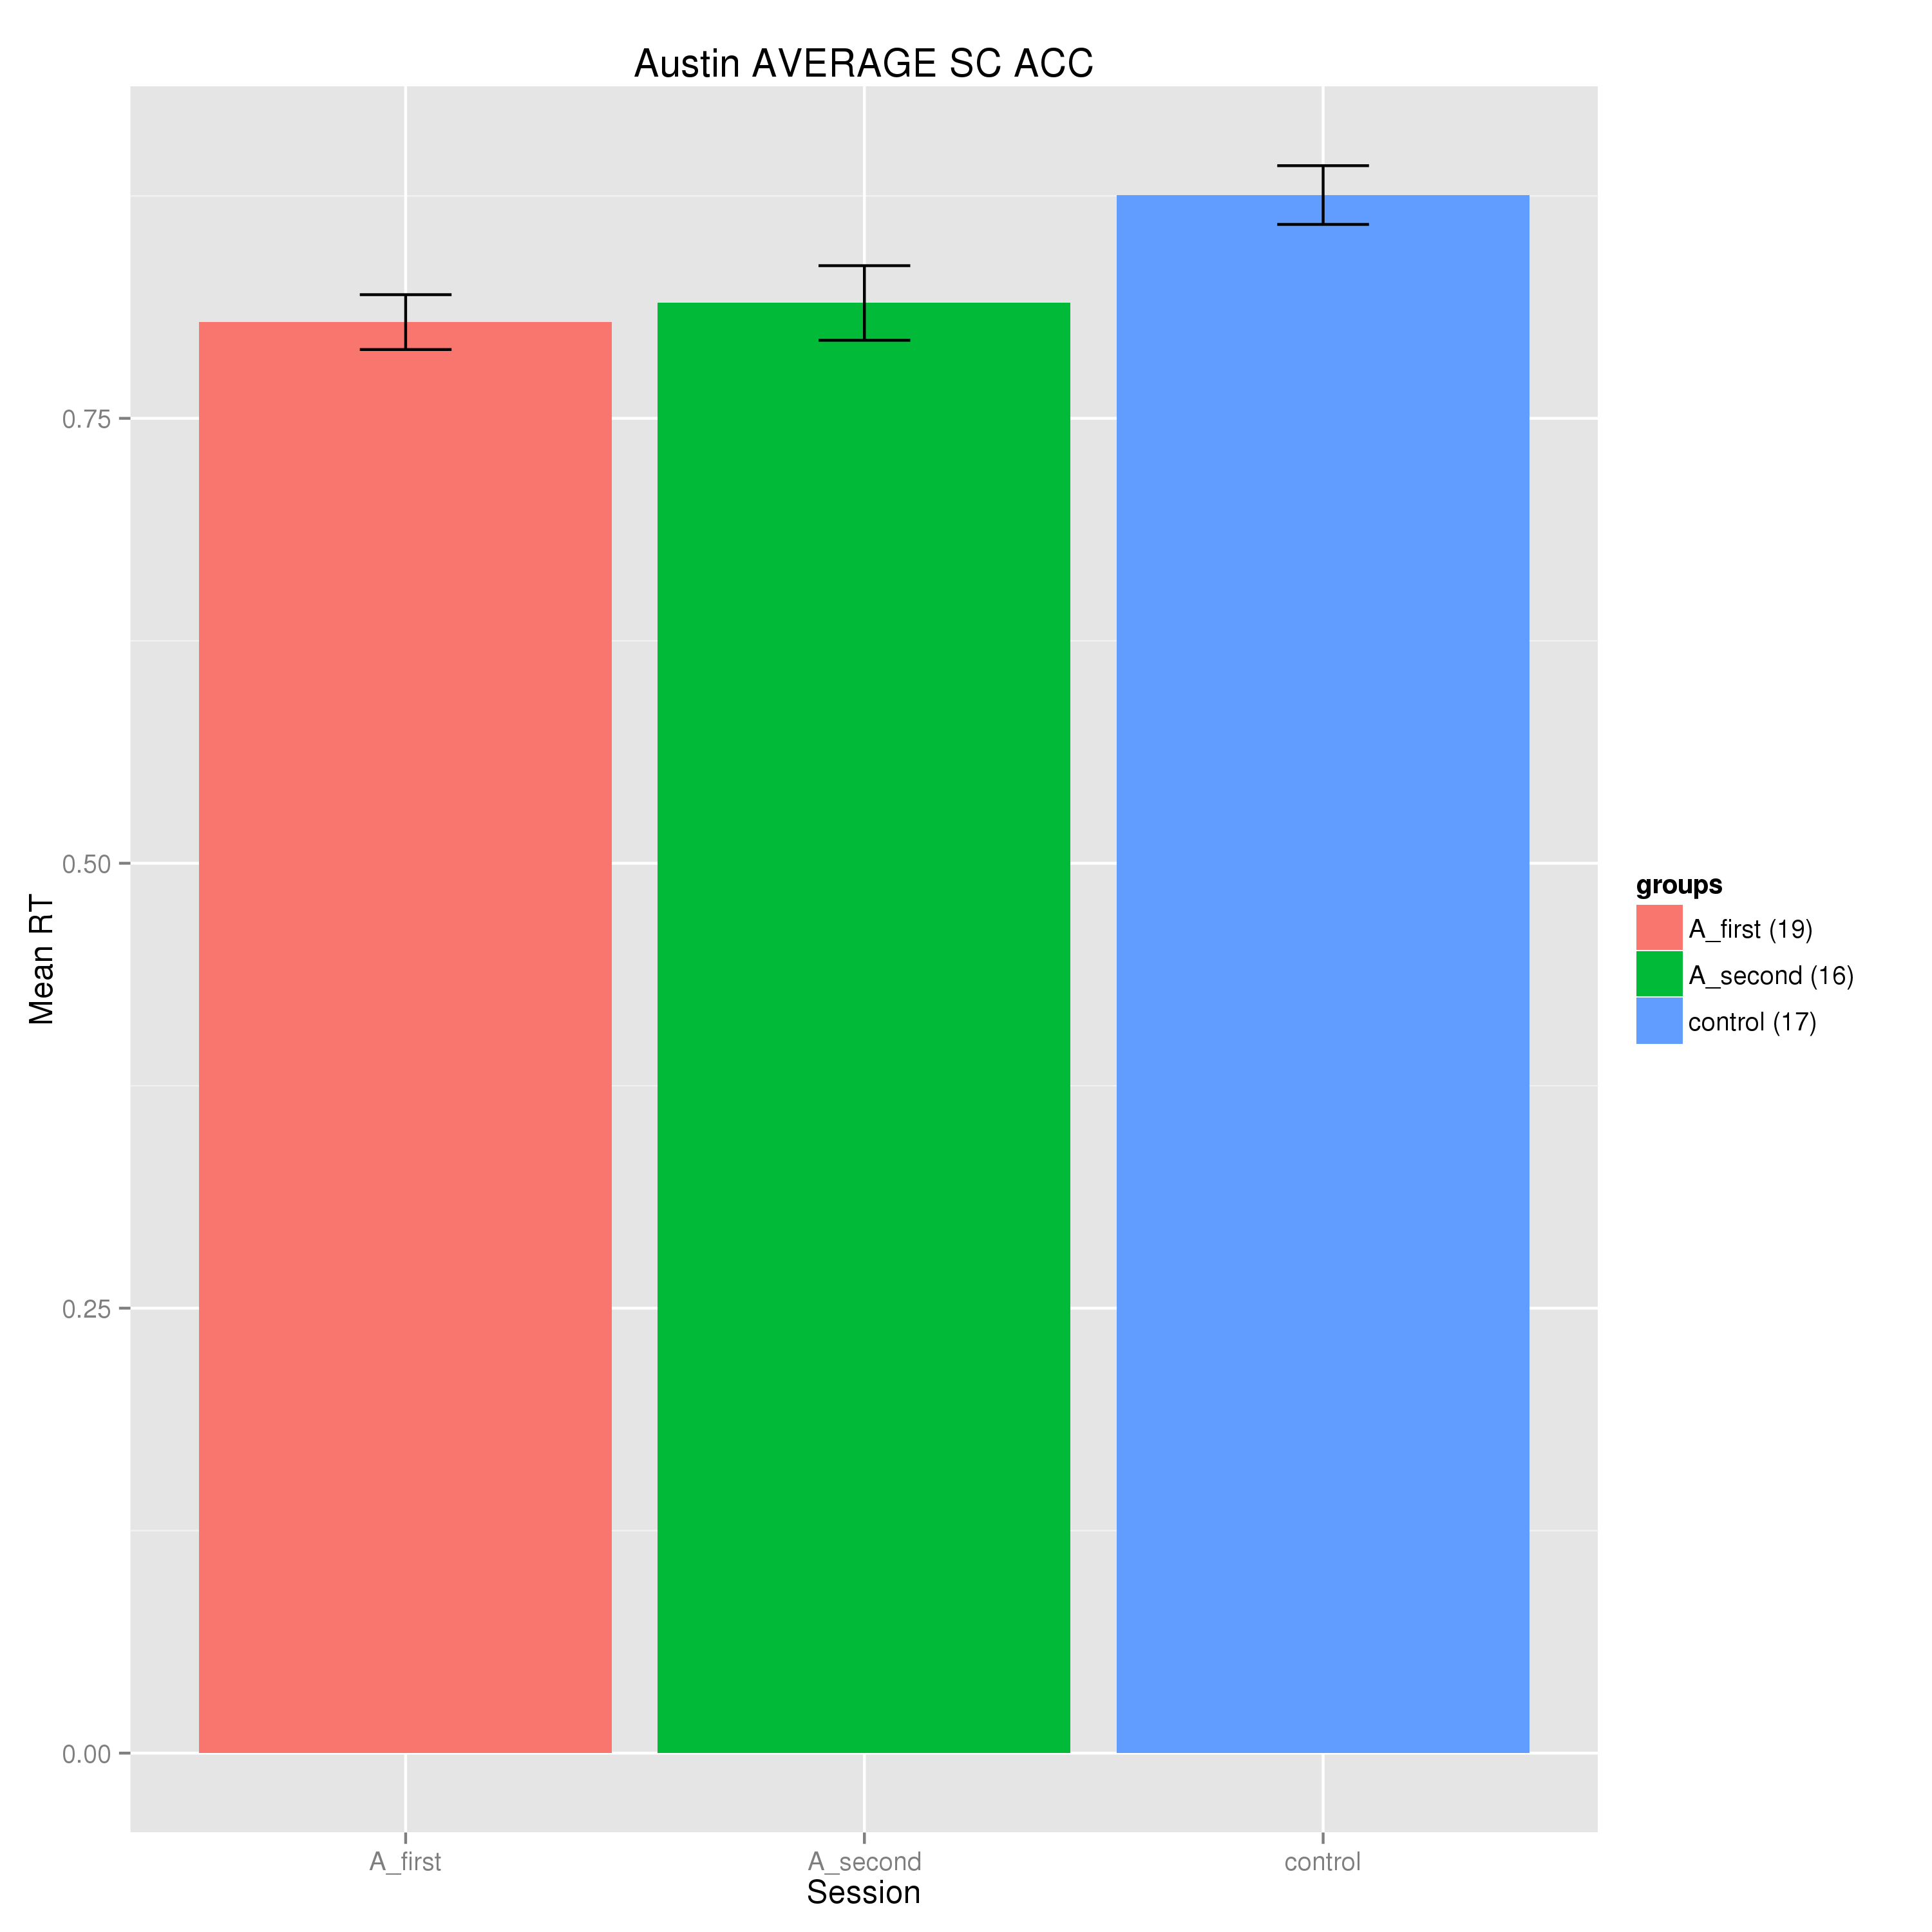 Austin AVERAGE SC ACC
Mean RT
0.75
0.50
0.25
0.00
A_first
A_second
control
Session
groups
A_first (19)
A_second (16)
control (17)